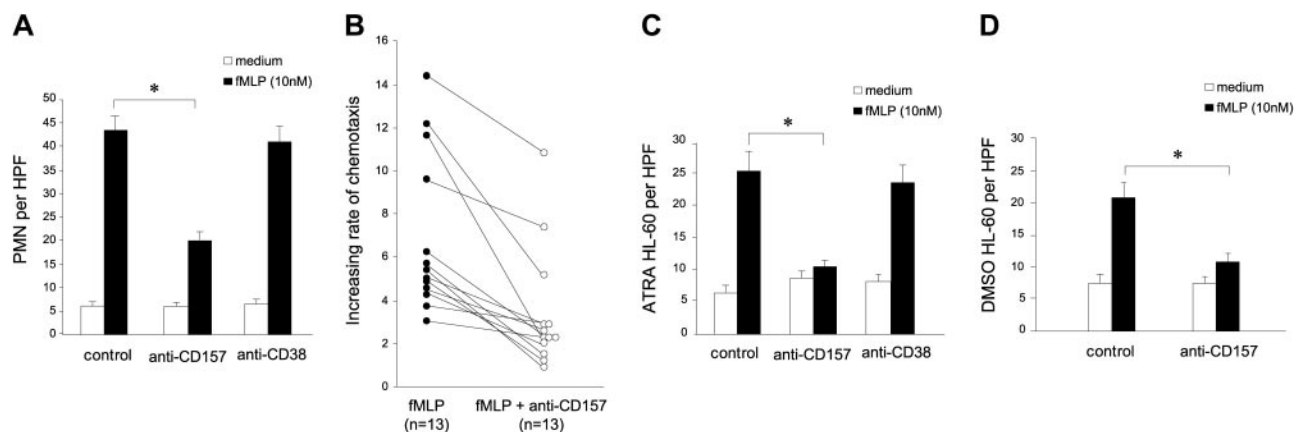 A
medium
fMLP (10nM)
*
PMN per HPF
50
45
40
35
30
25
20
15
10
5
0
control anti-CD157 anti-CD38
B
Increasing rate of chemotaxis
16
14
12
10
8
6
4
2
0
fMLP fMLP + anti-CD157
(n=13) (n=13)
C
medium
fMLP (10nM)
*
ATRA HL-60 per HPF
30
25
20
15
10
5
0
control anti-CD157 anti-CD38
D
medium
fMLP (10nM)
*
DMSO HL-60 per HPF
30
25
20
15
10
5
0
control anti-CD157